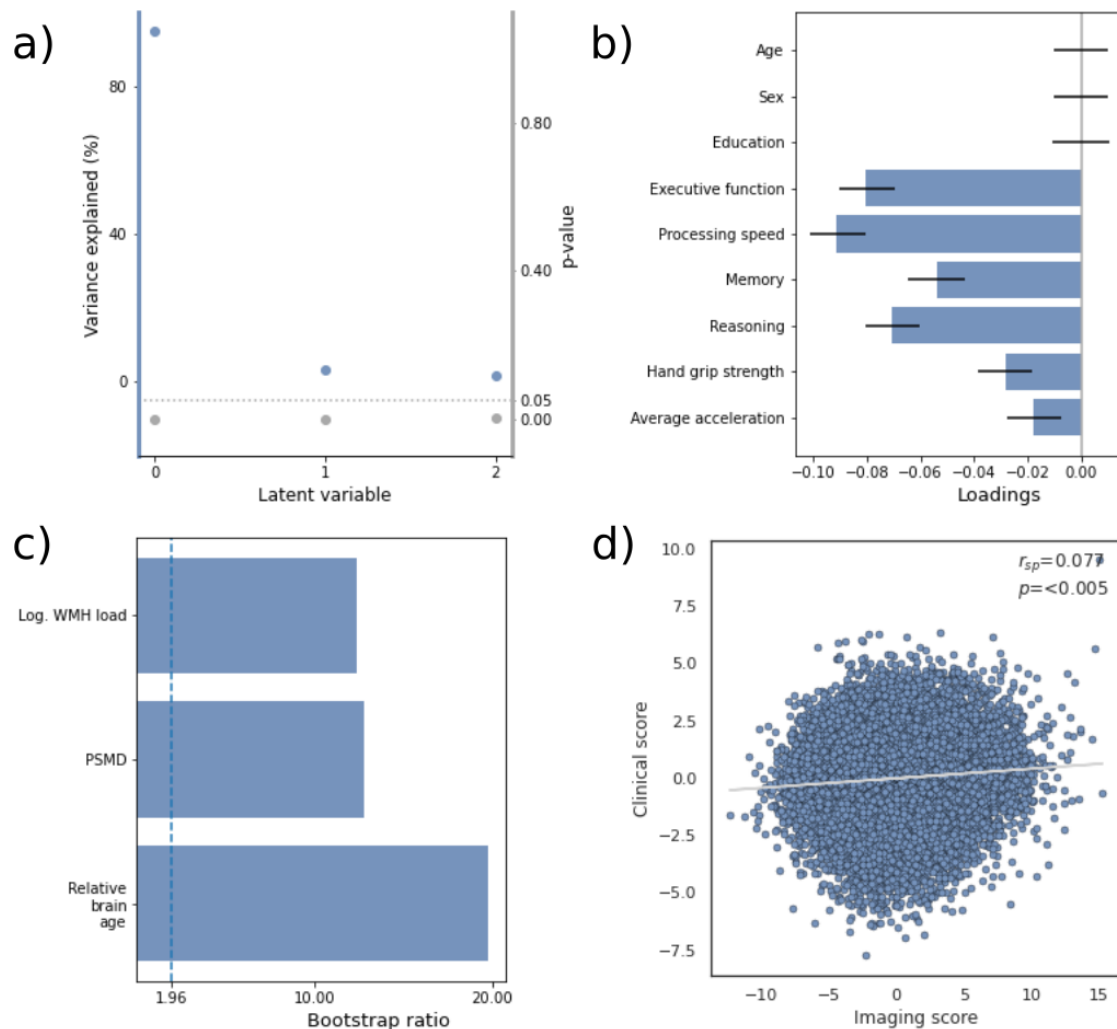 a)
80
40
0
Variance explained (%)
0.80
0.40
0.05
0.00
p-value
0
1
2
Latent variable
b)
Age
Sex
Education
Executive function
Processing speed
Memory
Reasoning
Hand grip strength
Average acceleration
−0.10 −0.08 −0.06 −0.04 −0.02 0.00
Loadings
c)
Log. WMH load
PSMD
Relative
brain
age
1.96 10.00 20.00
Bootstrap ratio
d)
r_sp=0.077
p=<0.005
10.0
7.5
5.0
2.5
0.0
−2.5
−5.0
−7.5
Clinical score
−10 −5 0 5 10 15
Imaging score